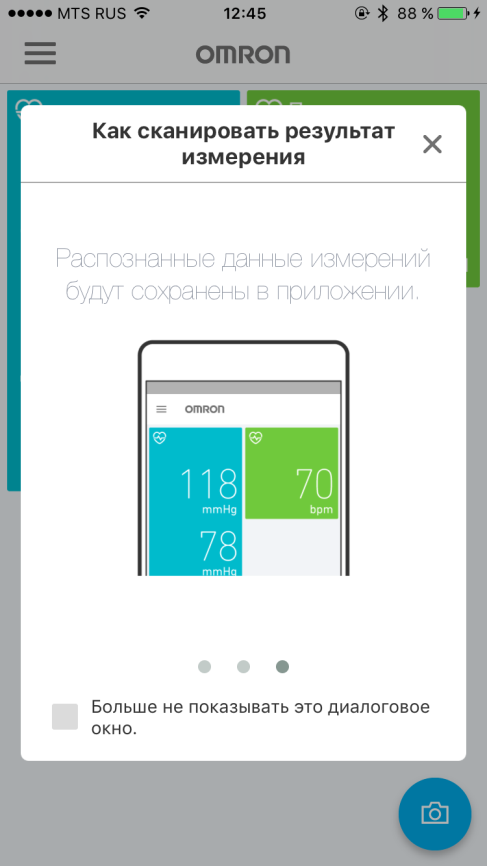 MTS RUS 12:45 88 %
OMRON
Как сканировать результат
измерения
Распознанные данные измерений
будут сохранены в приложении.
OMRON
118
mmHg
70
bpm
78
mmHg
Больше не показывать это диалоговое
окно.